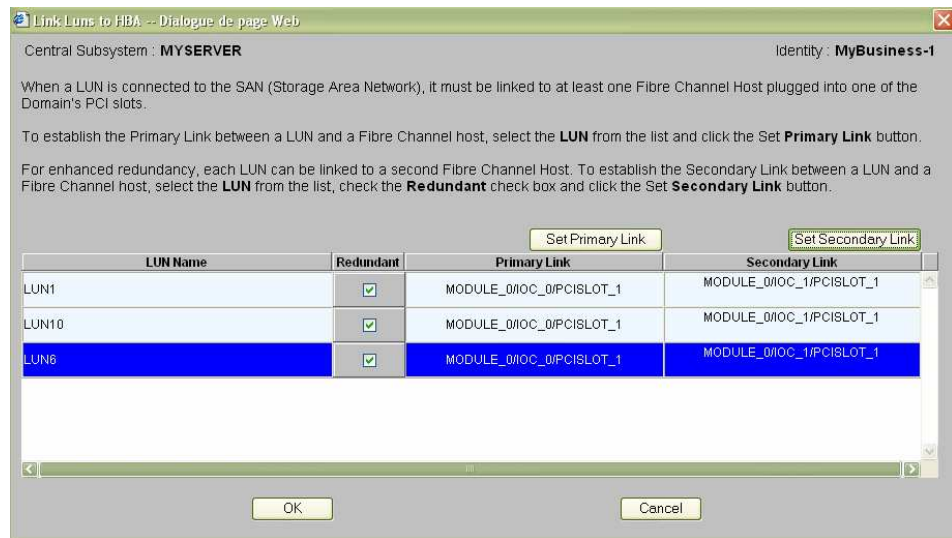 Link Luns to HBA -- Dialogue de page Web
Central Subsystem : MYSERVER Identity : MyBusiness-1
When a LUN is connected to the SAN (Storage Area Network), it must be linked to at least one Fibre Channel Host plugged into one of the
Domain's PCI slots.
To establish the Primary Link between a LUN and a Fibre Channel host, select the LUN from the list and click the Set Primary Link button.
For enhanced redundancy, each LUN can be linked to a second Fibre Channel Host. To establish the Secondary Link between a LUN and a
Fibre Channel host, select the LUN from the list, check the Redundant check box and click the Set Secondary Link button.
Set Primary Link Set Secondary Link
LUN Name Redundant Primary Link Secondary Link
LUN1 MODULE_0/IOC_0/PCISLOT_1 MODULE_0/IOC_1/PCISLOT_1
LUN10 MODULE_0/IOC_0/PCISLOT_1 MODULE_0/IOC_1/PCISLOT_1
LUN6 MODULE_0/IOC_0/PCISLOT_1 MODULE_0/IOC_1/PCISLOT_1
OK Cancel